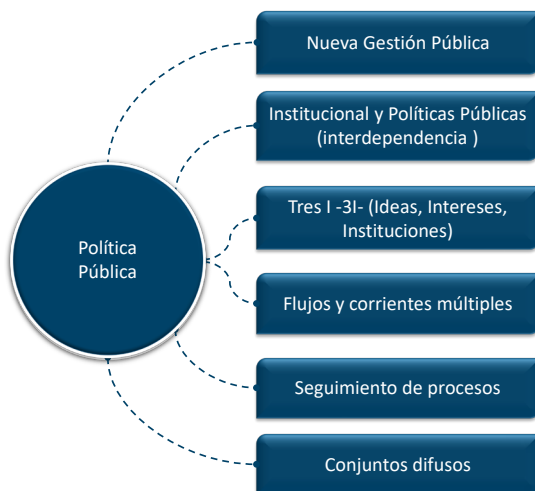 Nueva Gestión Pública
Institucional y Políticas Públicas
(interdependencia )
Tres I -3I- (Ideas, Intereses,
Instituciones)
Política
Pública
Flujos y corrientes múltiples
Seguimiento de procesos
Conjuntos difusos